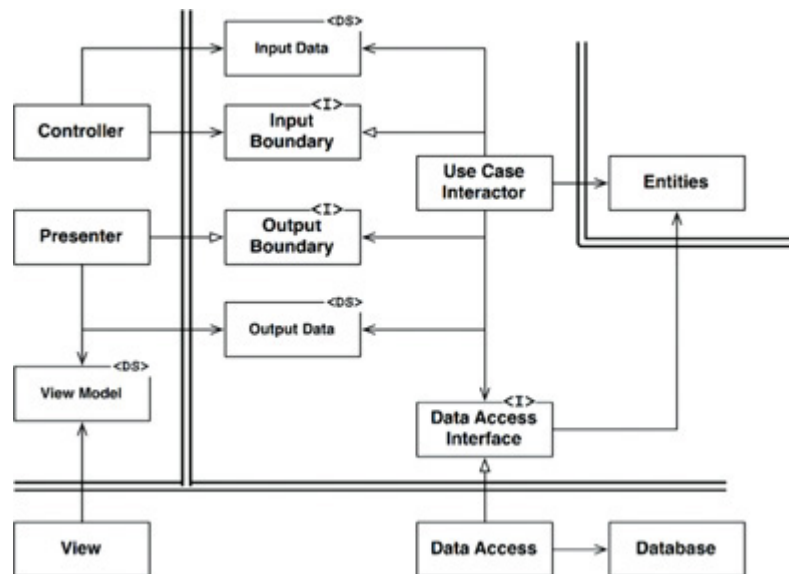 <DS>
Input Data
<I>
Controller
Input
Boundary
Use Case
Interactor
Entities
<I>
Presenter
Output
Boundary
<DS>
Output Data
<DS>
View Model
<I>
Data Access
Interface
View
Data Access
Database